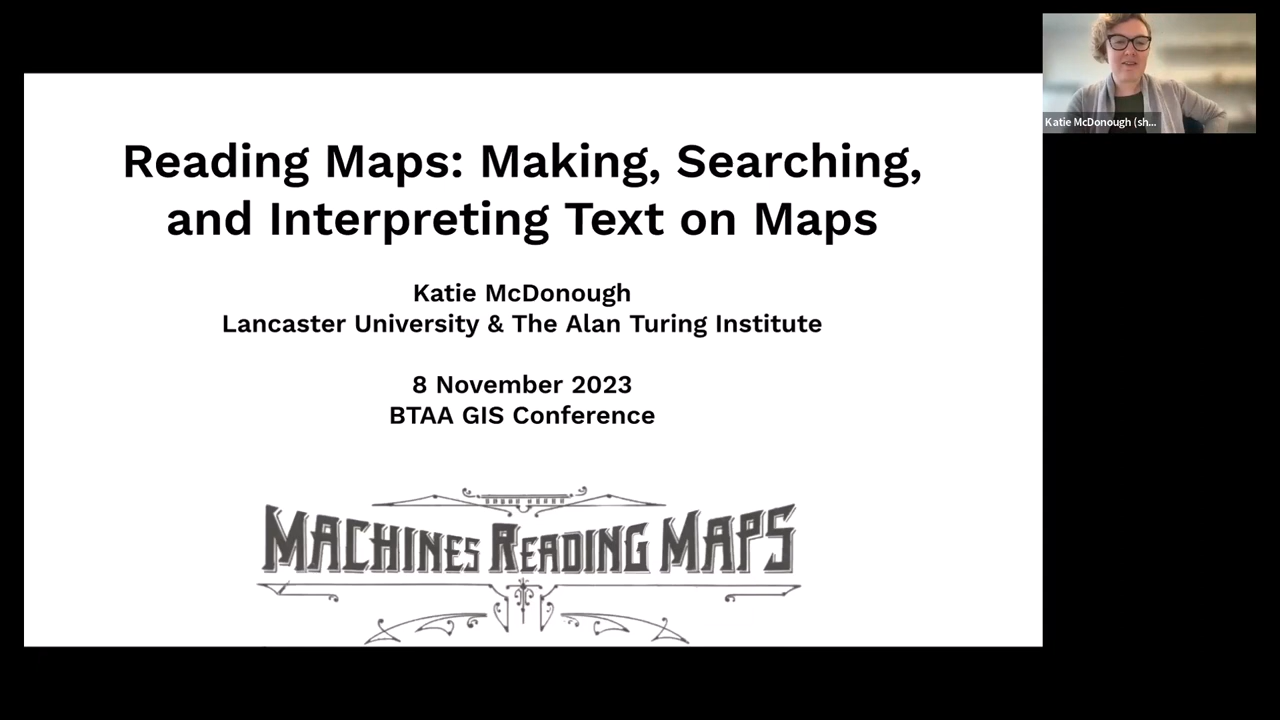 Reading Maps: Making, Searching,
and Interpreting Text on Maps
Katie McDonough
Lancaster University & The Alan Turing Institute
8 November 2023
BTAA GIS Conference
MACHINES READING MAPS
Katie McDonough (sh...